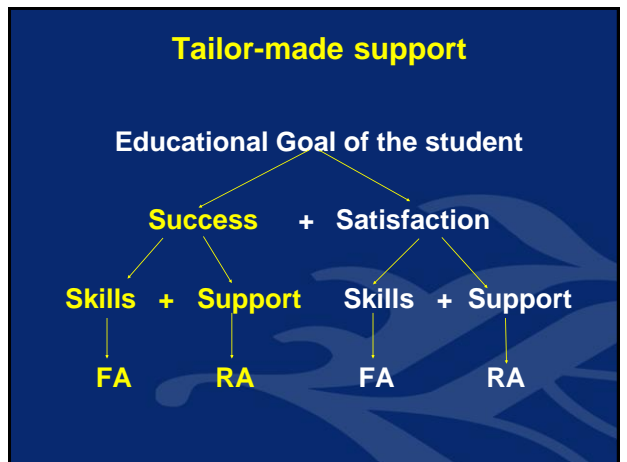 Tailor-made support
Educational Goal of the student
Success + Satisfaction
Skills + Support Skills + Support
FA RA FA RA